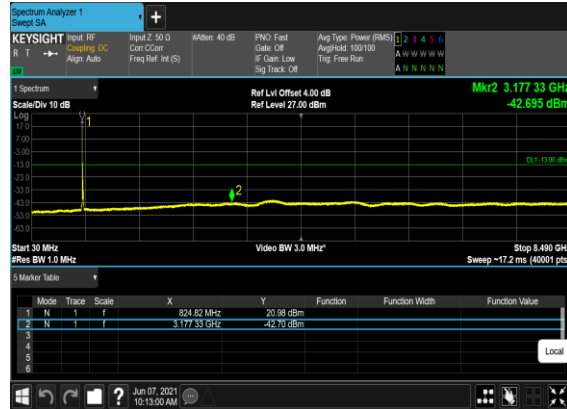 Spectrum Analyzer 1
Swept SA
+
KEYSIGHT Input: RF Input Z: 50 Ω #Atten: 40 dB PNO: Fast Avg Type: Power (RMS) 1 2 3 4 5 6
R T Coupling: DC Corr CCorr Gate: Off Avg|Hold: 100/100 A W W W W W
Align: Auto Freq Ref: Int (S) IF Gain: Low Trig: Free Run
Sig Track: Off A N N N N N
1 Spectrum
Scale/Div 10 dB
Ref Lvl Offset 4.00 dB
Ref Level 27.00 dBm
Mkr2 3.177 33 GHz
-42.695 dBm
Log
17.0
7.00
-3.00
-13.0
-23.0
-33.0
-43.0
-53.0
-63.0
1
2
DL1 -13.00 dBm
Start 30 MHz Video BW 3.0 MHz* Stop 8.490 GHz
#Res BW 1.0 MHz Sweep ~17.2 ms (40001 pts)
5 Marker Table
Mode Trace Scale X Y Function Function Width Function Value
1 N 1 f 824.82 MHz 20.98 dBm
2 N 1 f 3.177 33 GHz -42.70 dBm
3
4
5
6
Local
? Jun 07, 2021
10:13:00 AM